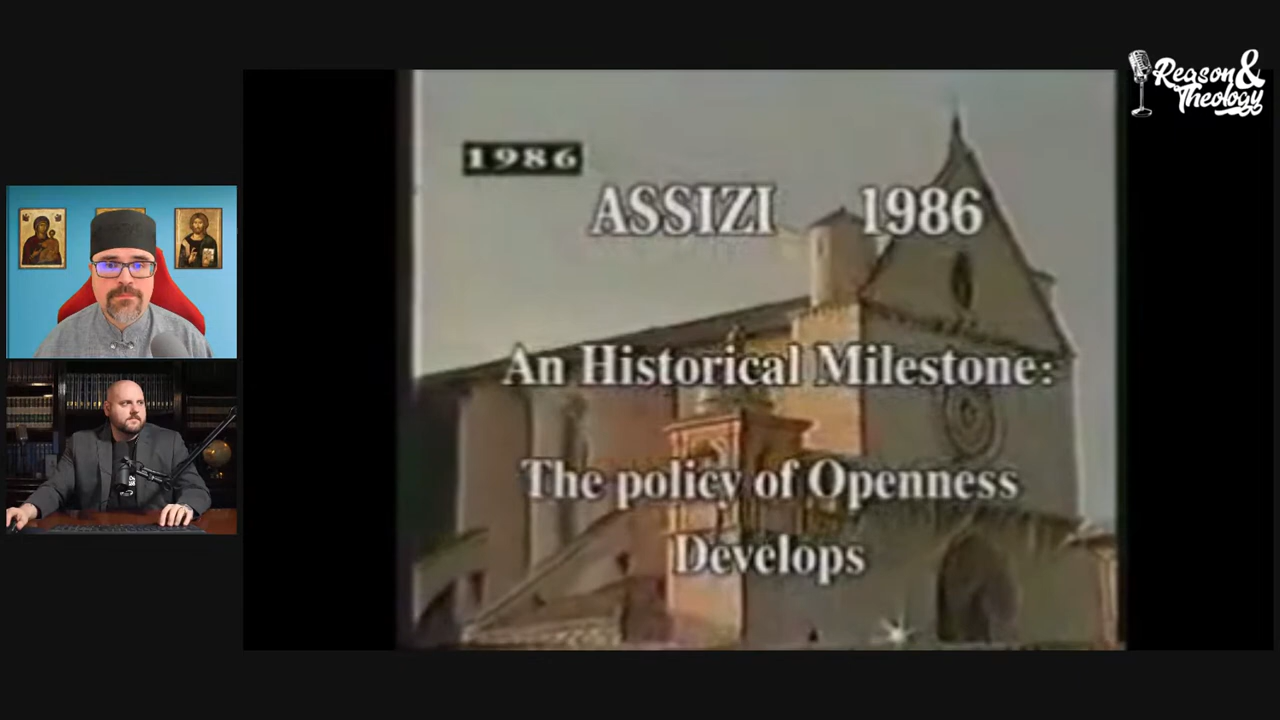 Reason &
Theology
1986
ASSIZI 1986
An Historical Milestone:
The policy of Openness
Develops